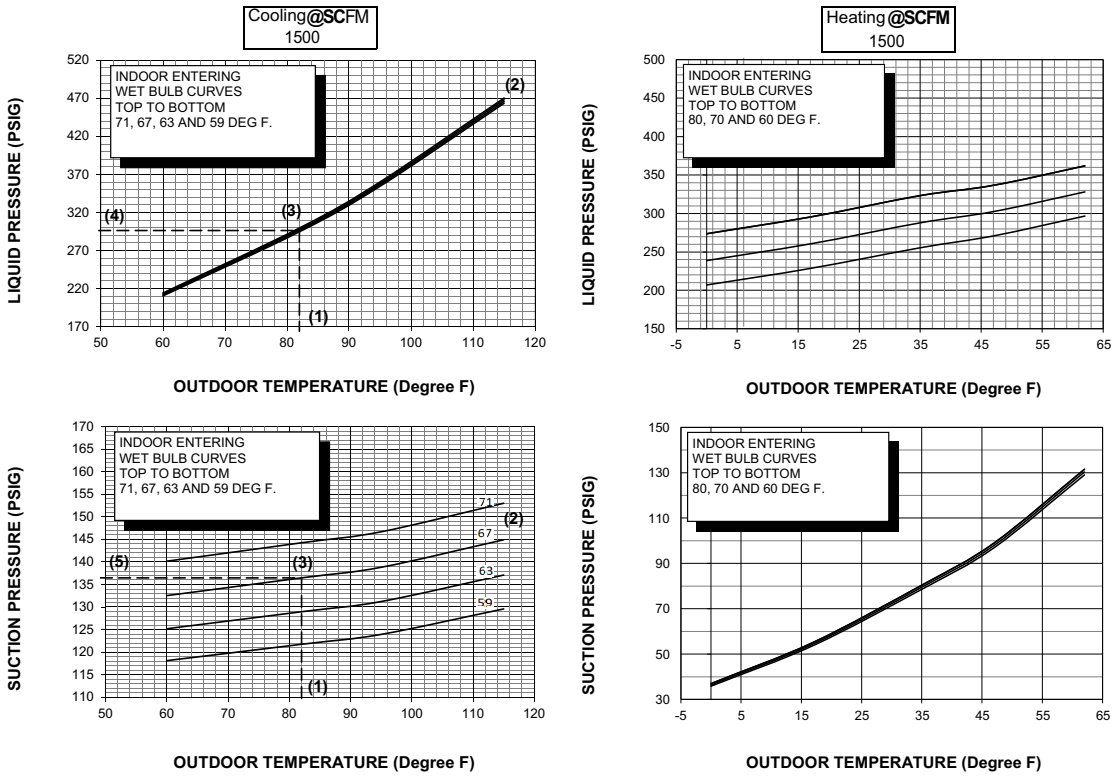 Cooling@SCFM
1500
520
470
420
370
320
270
220
170
INDOOR ENTERING
WET BULB CURVES
TOP TO BOTTOM
71, 67, 63 AND 59 DEG F.
(2)
(3)
(4)
(1)
50 60 70 80 90 100 110 120
LIQUID PRESSURE (PSIG)
OUTDOOR TEMPERATURE (Degree F)
Heating @SCFM
1500
500
450
400
350
300
250
200
150
INDOOR ENTERING
WET BULB CURVES
TOP TO BOTTOM
80, 70 AND 60 DEG F.
-5 5 15 25 35 45 55 65
LIQUID PRESSURE (PSIG)
OUTDOOR TEMPERATURE (Degree F)
170
165
160
155
150
145
140
135
130
125
120
115
110
INDOOR ENTERING
WET BULB CURVES
TOP TO BOTTOM
71, 67, 63 AND 59 DEG F.
71
(2)
67
(5)
(3)
63
59
(1)
50 60 70 80 90 100 110 120
SUCTION PRESSURE (PSIG)
OUTDOOR TEMPERATURE (Degree F)
150
130
110
90
70
50
30
INDOOR ENTERING
WET BULB CURVES
TOP TO BOTTOM
80, 70 AND 60 DEG F.
-5 5 15 25 35 45 55 65
SUCTION PRESSURE (PSIG)
OUTDOOR TEMPERATURE (Degree F)